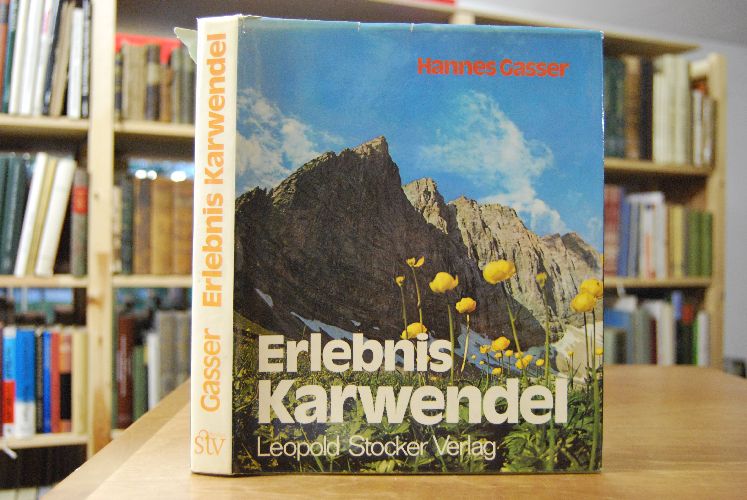 Hannes Gasser
Erlebnis
Karwendel
Leopold Stocker Verlag
Gasser Erlebnis Karwendel
stv